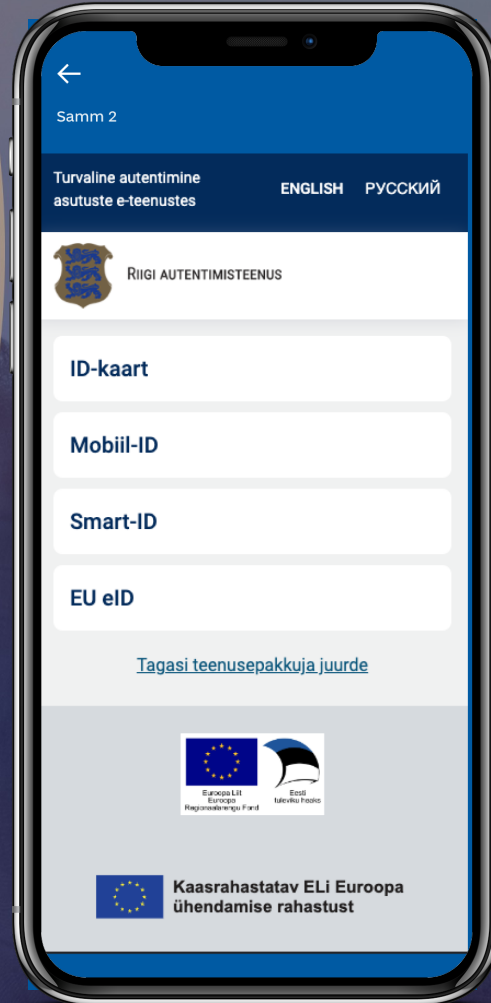 Samm 2
Turvaline autentimine
asutuste e-teenustes
ENGLISH РУССКИЙ
RIIGI AUTENTIMISTEENUS
ID-kaart
Mobiil-ID
Smart-ID
EU eID
Tagasi teenusepakkuja juurde
Euroopa Liit
Euroopa
Regionaalarengu Fond
Eesti
tuleviku heaks
Kaasrahastatav ELi Euroopa
ühendamise rahastust